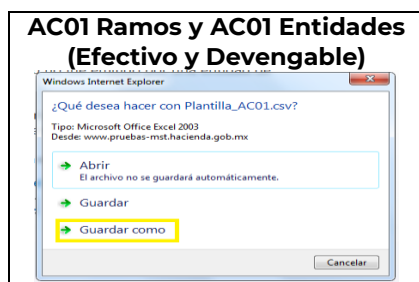 AC01 Ramos y AC01 Entidades
(Efectivo y Devengable)
Windows Internet Explorer
¿Qué desea hacer con Plantilla_AC01.csv?
Tipo: Microsoft Office Excel 2003
Desde: www.pruebas-mst.hacienda.gob.mx
Abrir
El archivo no se guardará automáticamente.
Guardar
Guardar como
Cancelar